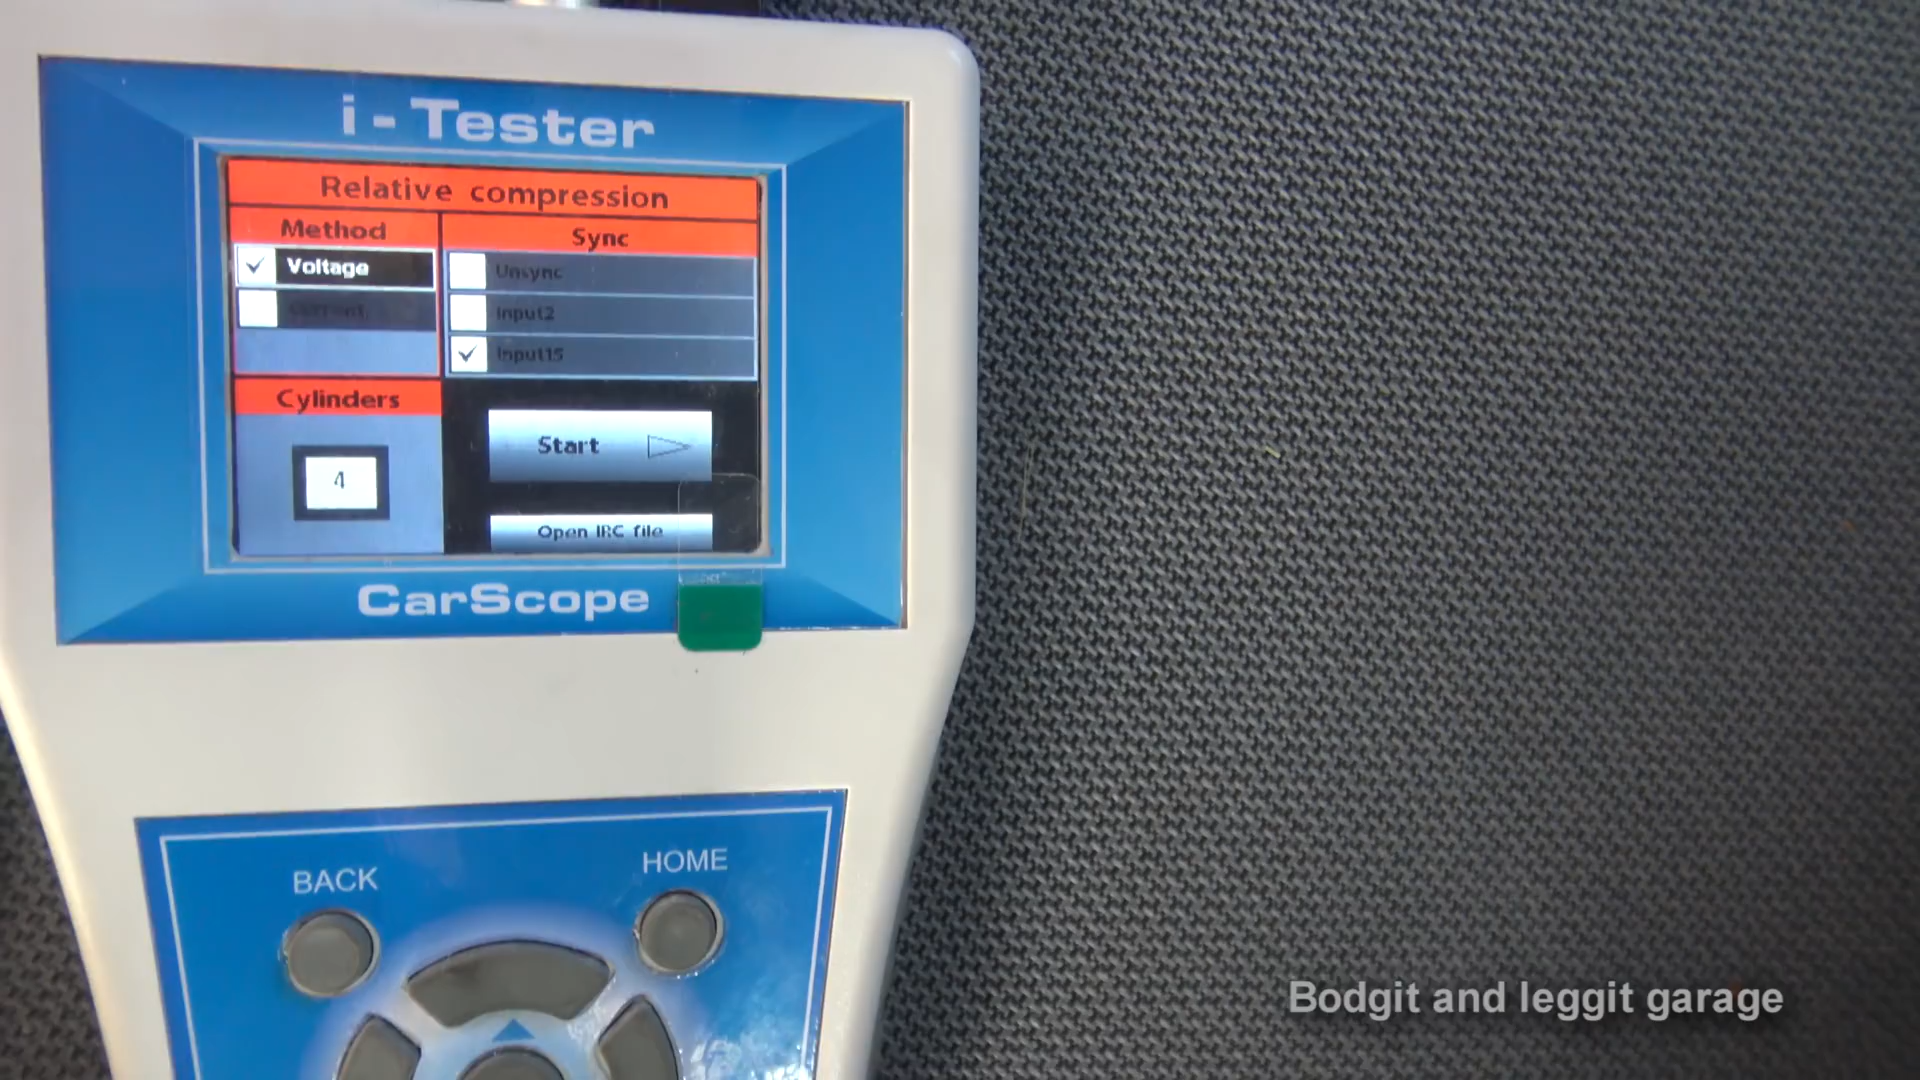 i-Tester
Relative compression
Method
Sync
Voltage
Unsync
Current
Input2
Input15
Cylinders
4
Start
Open IRC file
CarScope
BACK
HOME
Bodgit and leggit garage